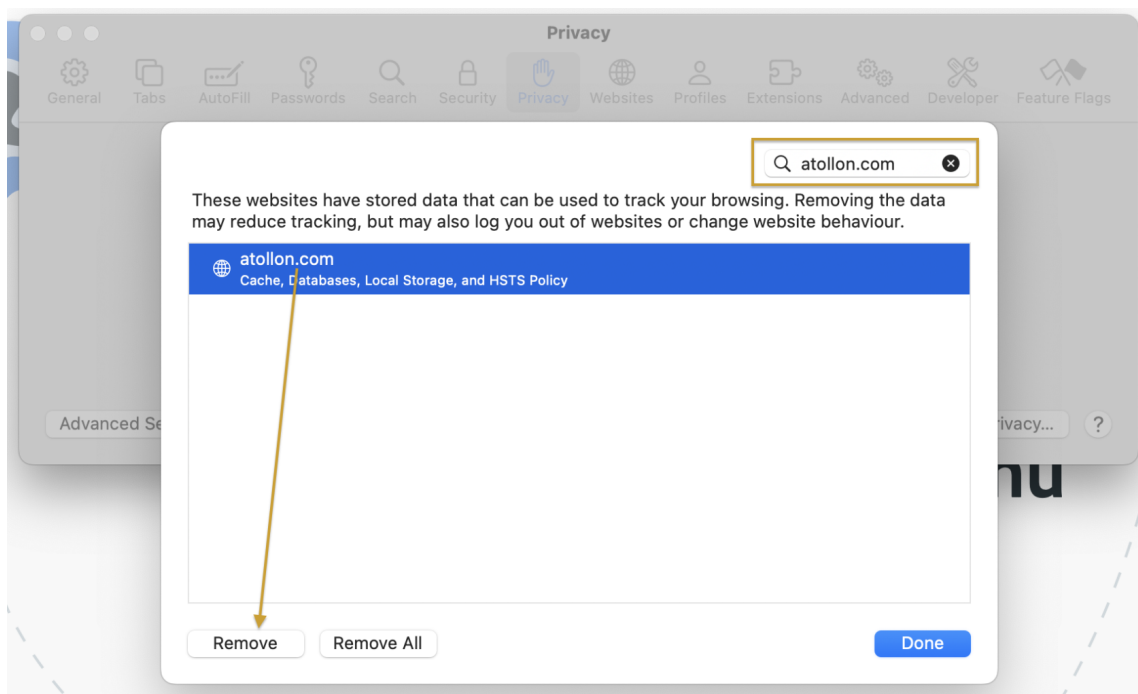 Privacy
General Tabs AutoFill Passwords Search Security Privacy Websites Profiles Extensions Advanced Developer Feature Flags
atollon.com
These websites have stored data that can be used to track your browsing. Removing the data
may reduce tracking, but may also log you out of websites or change website behaviour.
atollon.com
Cache, Databases, Local Storage, and HSTS Policy
Advanced Se
ivacy... ?
nu
Remove Remove All Done